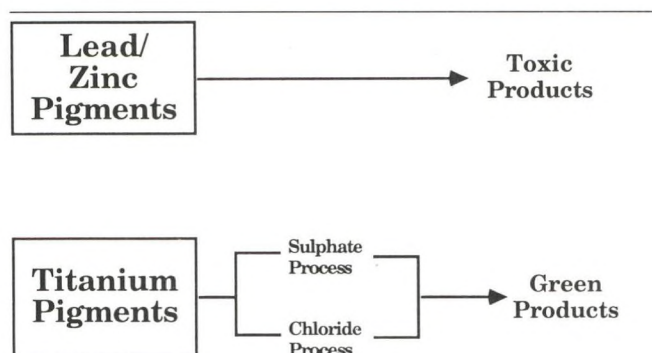 Lead/
Zinc
Pigments
Toxic
Products
Titanium
Pigments
Sulphate
Process
Chloride
Process
Green
Products